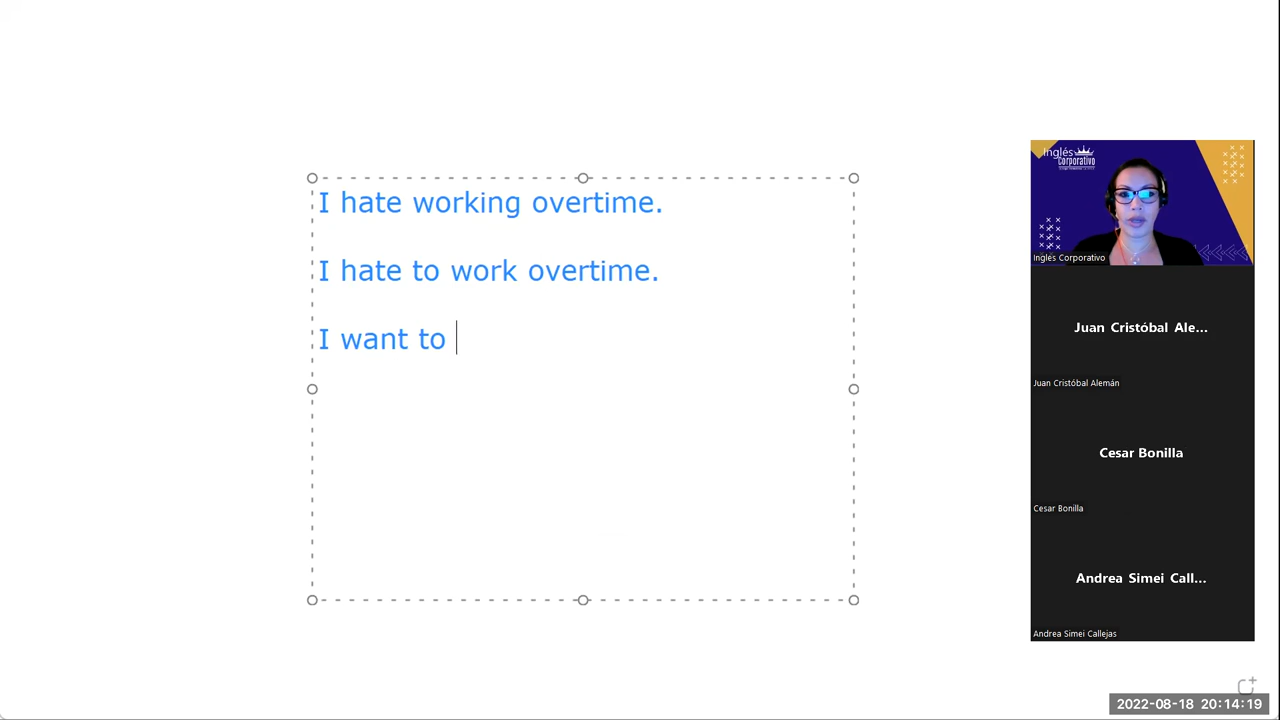 I hate working overtime.
I hate to work overtime.
I want to
Inglés
Corporativo
Inglés Corporativo
Juan Cristóbal Ale...
Juan Cristóbal Alemán
Cesar Bonilla
Cesar Bonilla
Andrea Simei Call...
Andrea Simei Callejas
2022-08-18 20:14:19